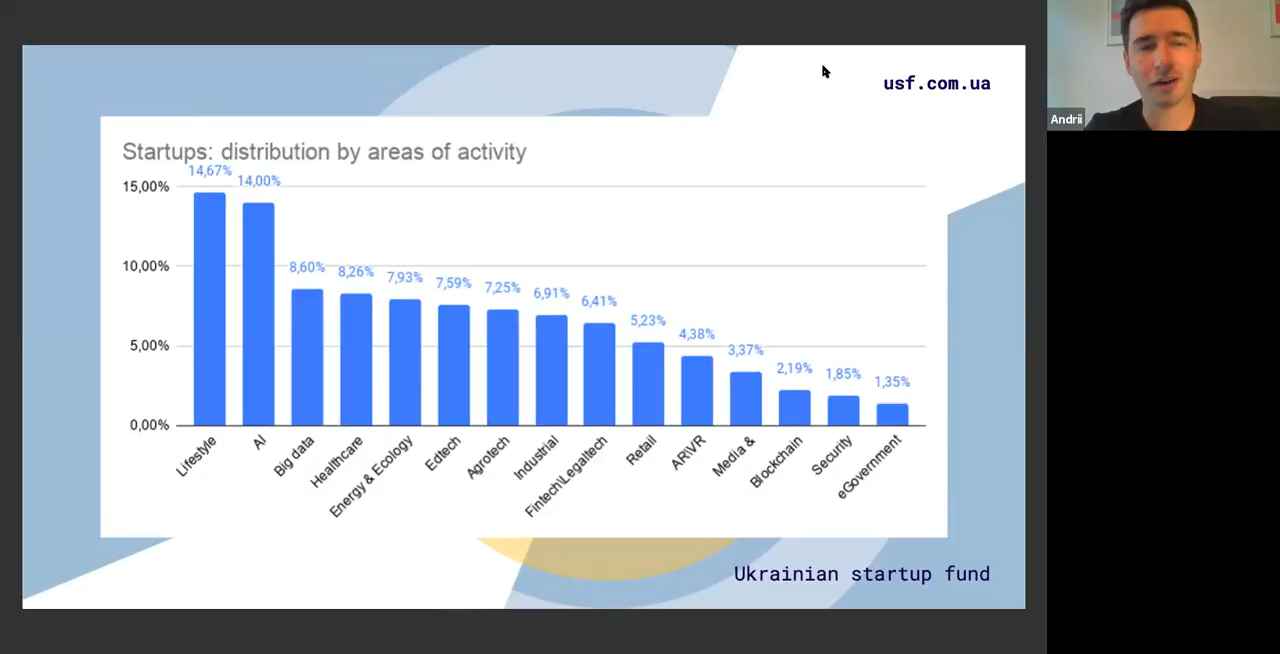 usf.com.ua
Andrii
Startups: distribution by areas of activity
15,00%
10,00%
5,00%
0,00%
14,67%
14,00%
8,60%
8,26%
7,93%
7,59%
7,25%
6,91%
6,41%
5,23%
4,38%
3,37%
2,19%
1,85%
1,35%
Lifestyle
AI
Big data
Healthcare
Energy & Ecology
Edtech
Agrotech
Industrial
Fintech\Legaltech
Retail
AR\VR
Media &
Blockchain
Security
eGovernment
Ukrainian startup fund